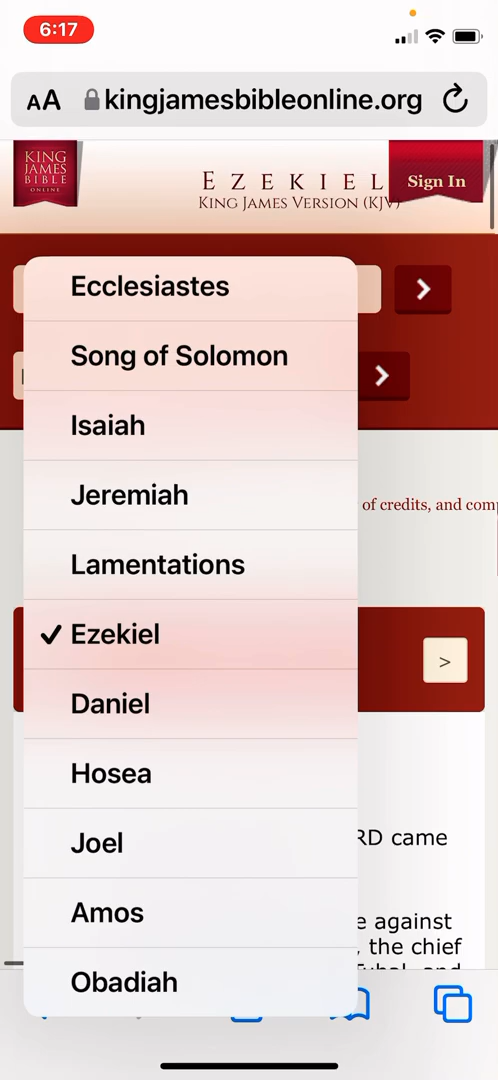 6:17
AA kingjamesbibleonline.org
KING
JAMES
BIBLE
ONLINE
EZEKIEL
KING JAMES VERSION (KJV)
Sign In
Ecclesiastes
Song of Solomon
Isaiah
Jeremiah
of credits, and com
Lamentations
✓ Ezekiel
>
Daniel
Hosea
Joel
RD came
Amos
e against
, the chief
Obadiah